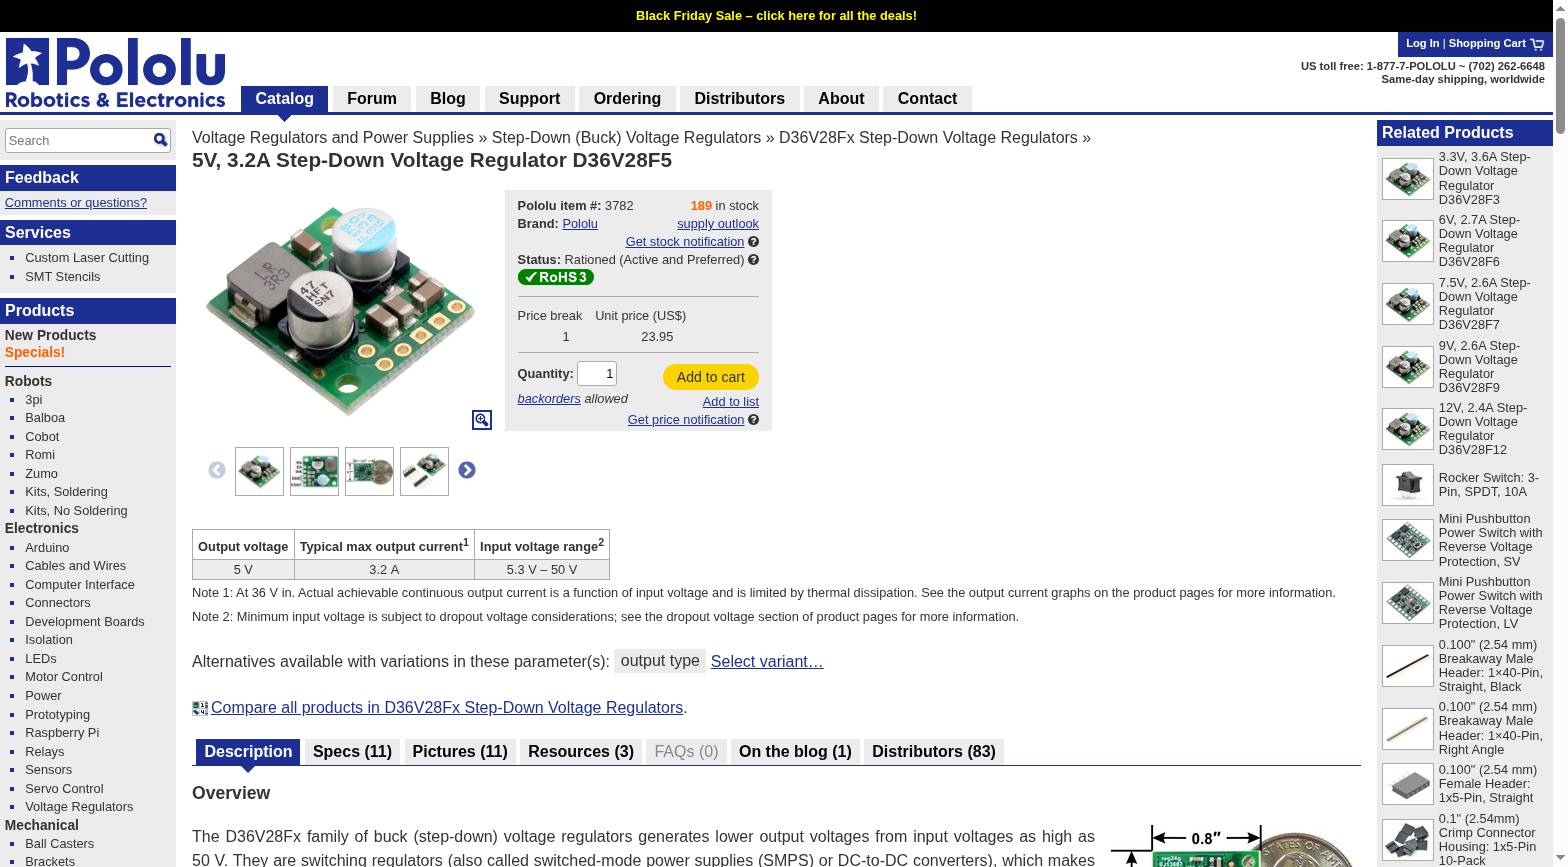 Black Friday Sale – click here for all the deals!
Log In | Shopping Cart
Pololu
Robotics & Electronics
US toll free: 1-877-7-POLOLU ~ (702) 262-6648
Same-day shipping, worldwide
Catalog Forum Blog Support Ordering Distributors About Contact
Search
Feedback
Comments or questions?
Services
Custom Laser Cutting
SMT Stencils
Products
New Products
Specials!
Robots
3pi
Balboa
Cobot
Romi
Zumo
Kits, Soldering
Kits, No Soldering
Electronics
Arduino
Cables and Wires
Computer Interface
Connectors
Development Boards
Isolation
LEDs
Motor Control
Power
Prototyping
Raspberry Pi
Relays
Sensors
Servo Control
Voltage Regulators
Mechanical
Ball Casters
Brackets
Voltage Regulators and Power Supplies » Step-Down (Buck) Voltage Regulators » D36V28Fx Step-Down Voltage Regulators »
5V, 3.2A Step-Down Voltage Regulator D36V28F5
Pololu item #: 3782 189 in stock
Brand: Pololu supply outlook
Get stock notification
Status: Rationed (Active and Preferred)
RoHS 3
Price break Unit price (US$)
1 23.95
Quantity: 1 Add to cart
backorders allowed Add to list
Get price notification
Output voltage Typical max output current1 Input voltage range2
5 V 3.2 A 5.3 V – 50 V
Note 1: At 36 V in. Actual achievable continuous output current is a function of input voltage and is limited by thermal dissipation. See the output current graphs on the product pages for more information.
Note 2: Minimum input voltage is subject to dropout voltage considerations; see the dropout voltage section of product pages for more information.
Alternatives available with variations in these parameter(s): output type Select variant…
Compare all products in D36V28Fx Step-Down Voltage Regulators.
Description Specs (11) Pictures (11) Resources (3) FAQs (0) On the blog (1) Distributors (83)
Overview
The D36V28Fx family of buck (step-down) voltage regulators generates lower output voltages from input voltages as high as
50 V. They are switching regulators (also called switched-mode power supplies (SMPS) or DC-to-DC converters), which makes
0.8″
Related Products
3.3V, 3.6A Step-
Down Voltage
Regulator
D36V28F3
6V, 2.7A Step-
Down Voltage
Regulator
D36V28F6
7.5V, 2.6A Step-
Down Voltage
Regulator
D36V28F7
9V, 2.6A Step-
Down Voltage
Regulator
D36V28F9
12V, 2.4A Step-
Down Voltage
Regulator
D36V28F12
Rocker Switch: 3-
Pin, SPDT, 10A
Mini Pushbutton
Power Switch with
Reverse Voltage
Protection, SV
Mini Pushbutton
Power Switch with
Reverse Voltage
Protection, LV
0.100" (2.54 mm)
Breakaway Male
Header: 1×40-Pin,
Straight, Black
0.100" (2.54 mm)
Breakaway Male
Header: 1×40-Pin,
Right Angle
0.100" (2.54 mm)
Female Header:
1x5-Pin, Straight
0.1" (2.54mm)
Crimp Connector
Housing: 1x5-Pin
10-Pack